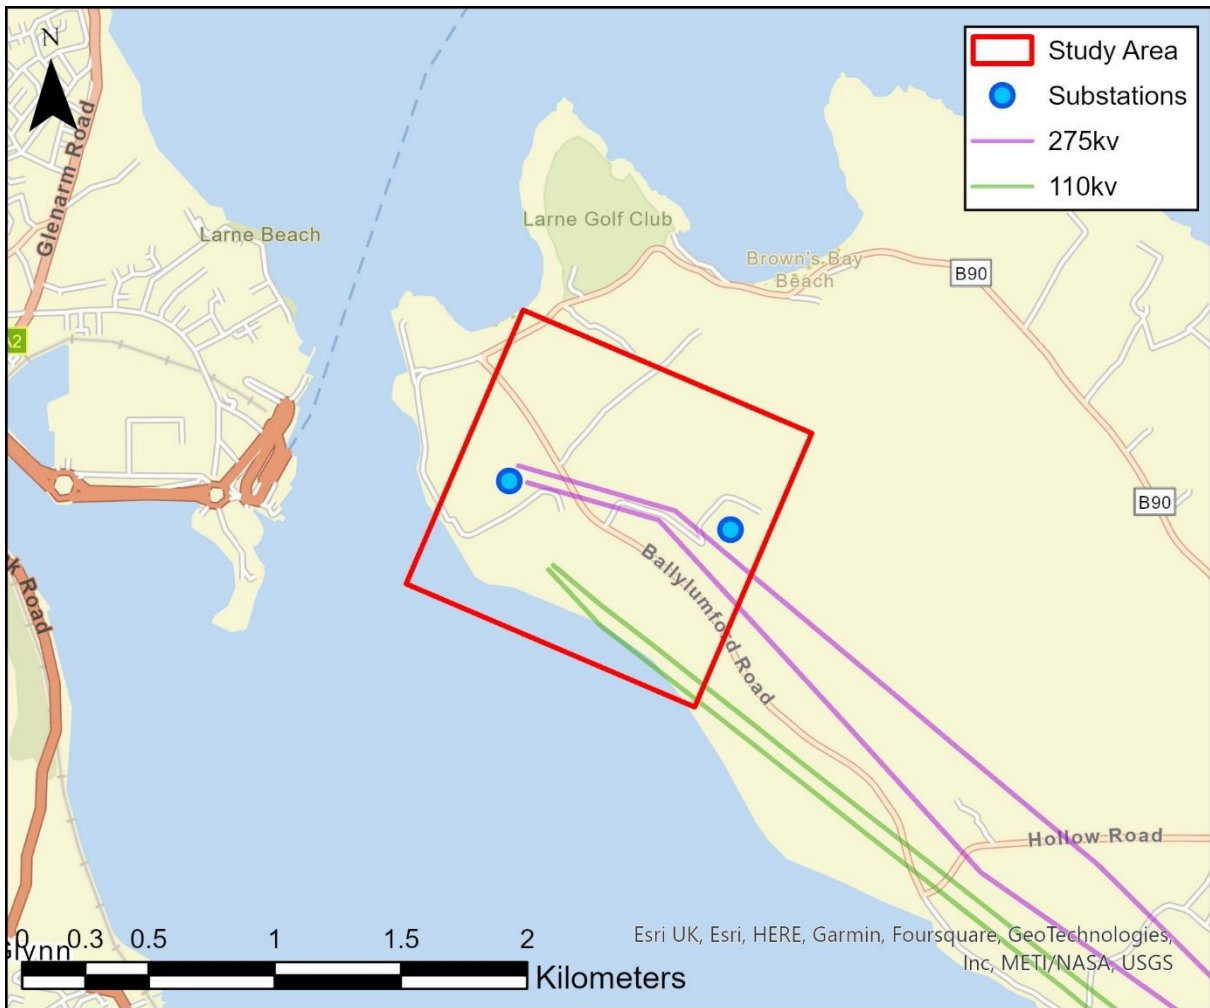 N
Glenarm Road
Larne Beach
Larne Golf Club
Brown's Bay
Beach
B90
Study Area
Substations
275kv
110kv
A2
B90
k Road
Ballylumford Road
Hollow Road
Glynn
0 0.3 0.5 1 1.5 2
Kilometers
Esri UK, Esri, HERE, Garmin, Foursquare, GeoTechnologies,
Inc, METI/NASA, USGS